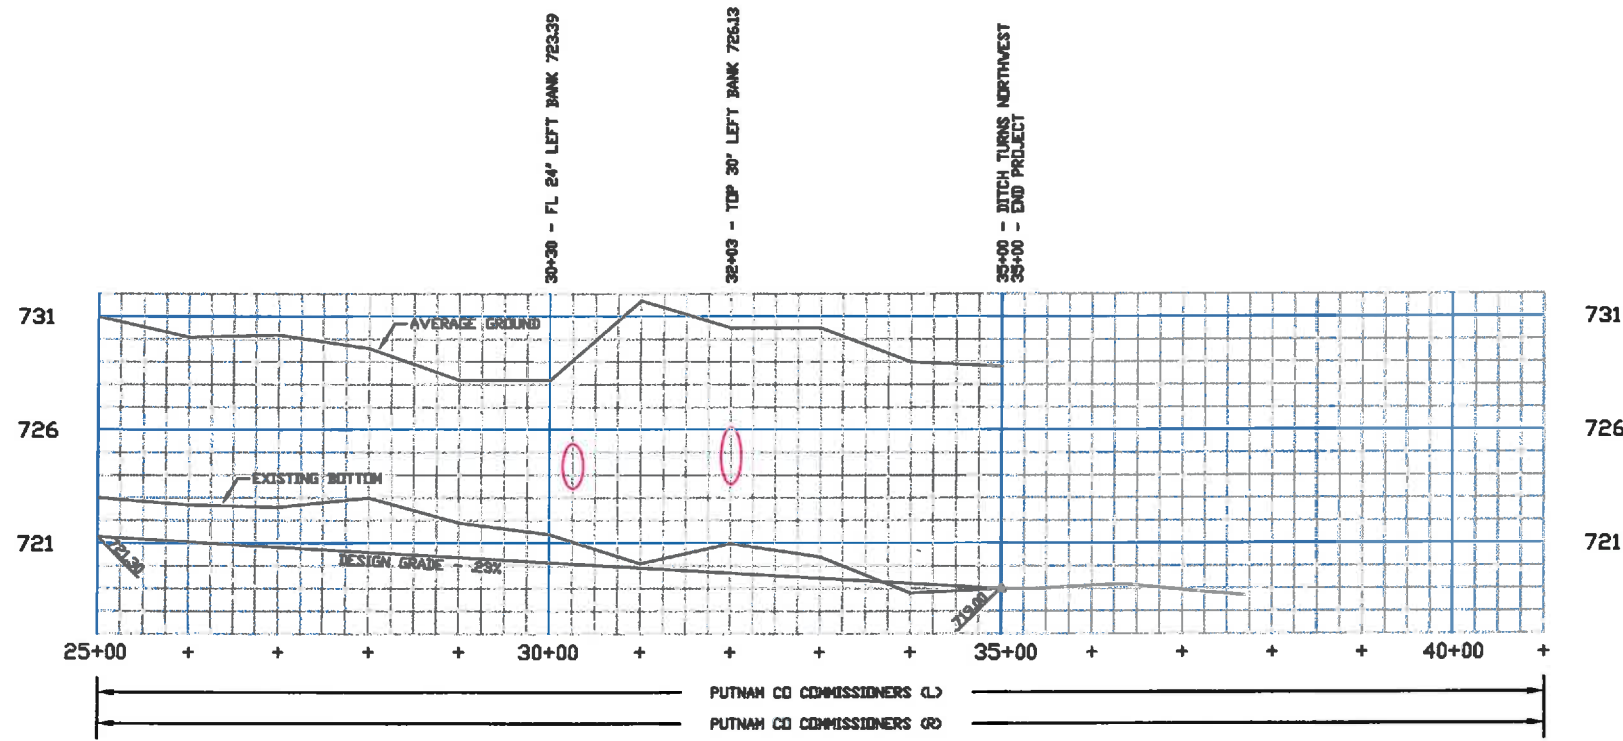 30+30 - FL 24" LEFT BANK 723.39
32+03 - TOP 30" LEFT BANK 726.13
35+00 - DITCH TURNS NORTHWEST
35+00 - END PROJECT
731
731
AVERAGE GROUND
726
726
EXISTING BOTTOM
721
721
721.30
DESIGN GRADE - .23%
719.00
25+00 + + + + 30+00 + + + + 35+00 + + + + 40+00 +
PUTNAM CO COMMISSIONERS (L)
PUTNAM CO COMMISSIONERS (R)